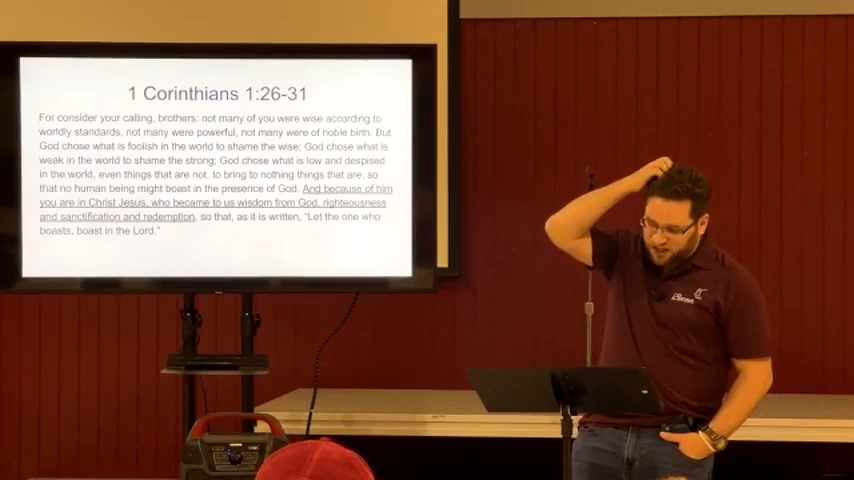 1 Corinthians 1:26-31
For consider your calling, brothers: not many of you were wise according to
worldly standards, not many were powerful, not many were of noble birth. But
God chose what is foolish in the world to shame the wise; God chose what is
weak in the world to shame the strong; God chose what is low and despised
in the world, even things that are not, to bring to nothing things that are, so
that no human being might boast in the presence of God. And because of him
you are in Christ Jesus, who became to us wisdom from God, righteousness
and sanctification and redemption, so that, as it is written, “Let the one who
boasts, boast in the Lord.”